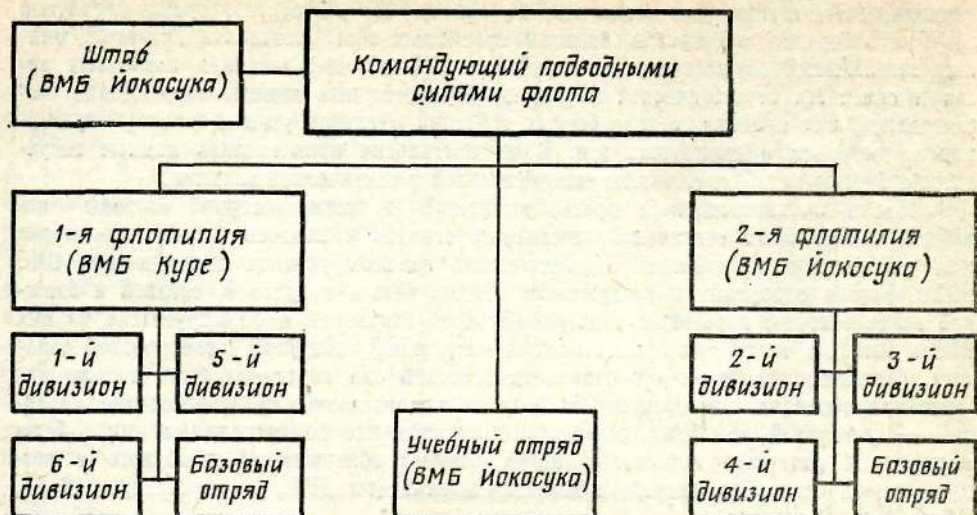 Штаб
(ВМБ Йокосука)
Командующий подводными
силами флота
1-я флотилия
(ВМБ Куре)
2-я флотилия
(ВМБ Йокосука)
1-й
дивизион
5-й
дивизион
2-й
дивизион
3-й
дивизион
6-й
дивизион
Базовый
отряд
Учебный отряд
(ВМБ Йокосука)
4-й
дивизион
Базовый
отряд